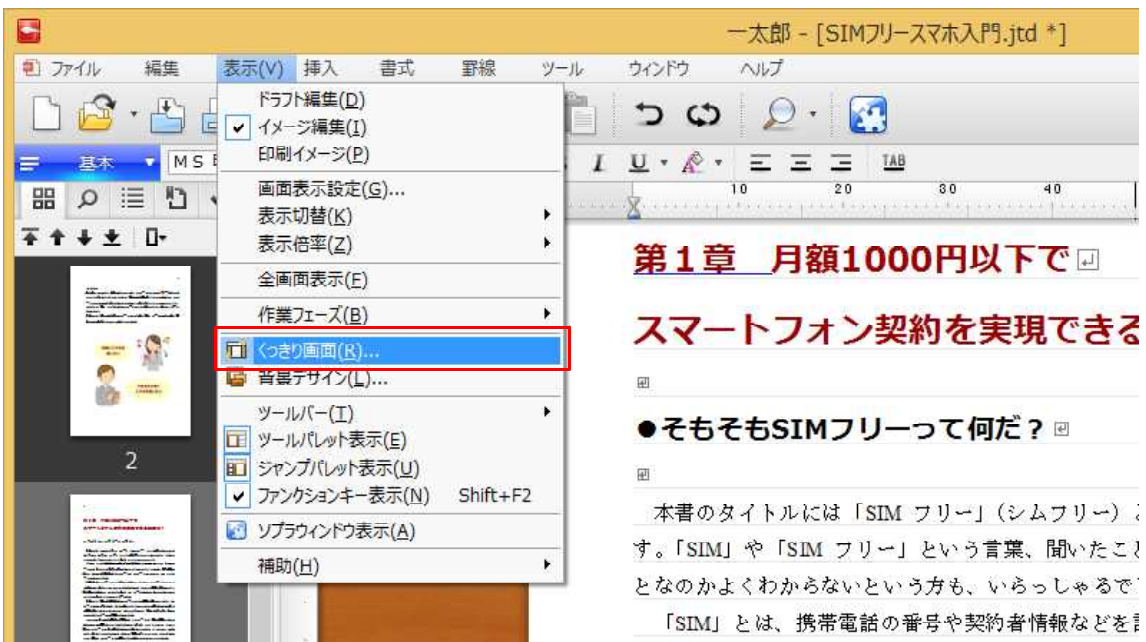 一太郎 - [SIMフリースマホ入門.jtd *]
ファイル 編集 表示(V) 挿入 書式 罫線 ツール ウィンドウ ヘルプ
ドラフト編集(D)
イメージ編集(I)
印刷イメージ(P)
画面表示設定(G)...
表示切替(K)
表示倍率(Z)
全画面表示(F)
作業フェーズ(B)
くっきり画面(R)...
背景デザイン(L)...
ツールバー(T)
ツールパレット表示(E)
ジャンプパレット表示(U)
ファンクションキー表示(N) Shift+F2
ソプラウィンドウ表示(A)
補助(H)
基本 MS
I U TAB
10 20 30 40
2
第1章 月額1000円以下で
スマートフォン契約を実現できる
●そもそもSIMフリーって何だ?
本書のタイトルには「SIM フリー」(シムフリー)
す。「SIM」や「SIM フリー」という言葉、聞いたこと
となのかよくわからないという方も、いらっしゃるで
「SIM」とは、携帯電話の番号や契約者情報などを